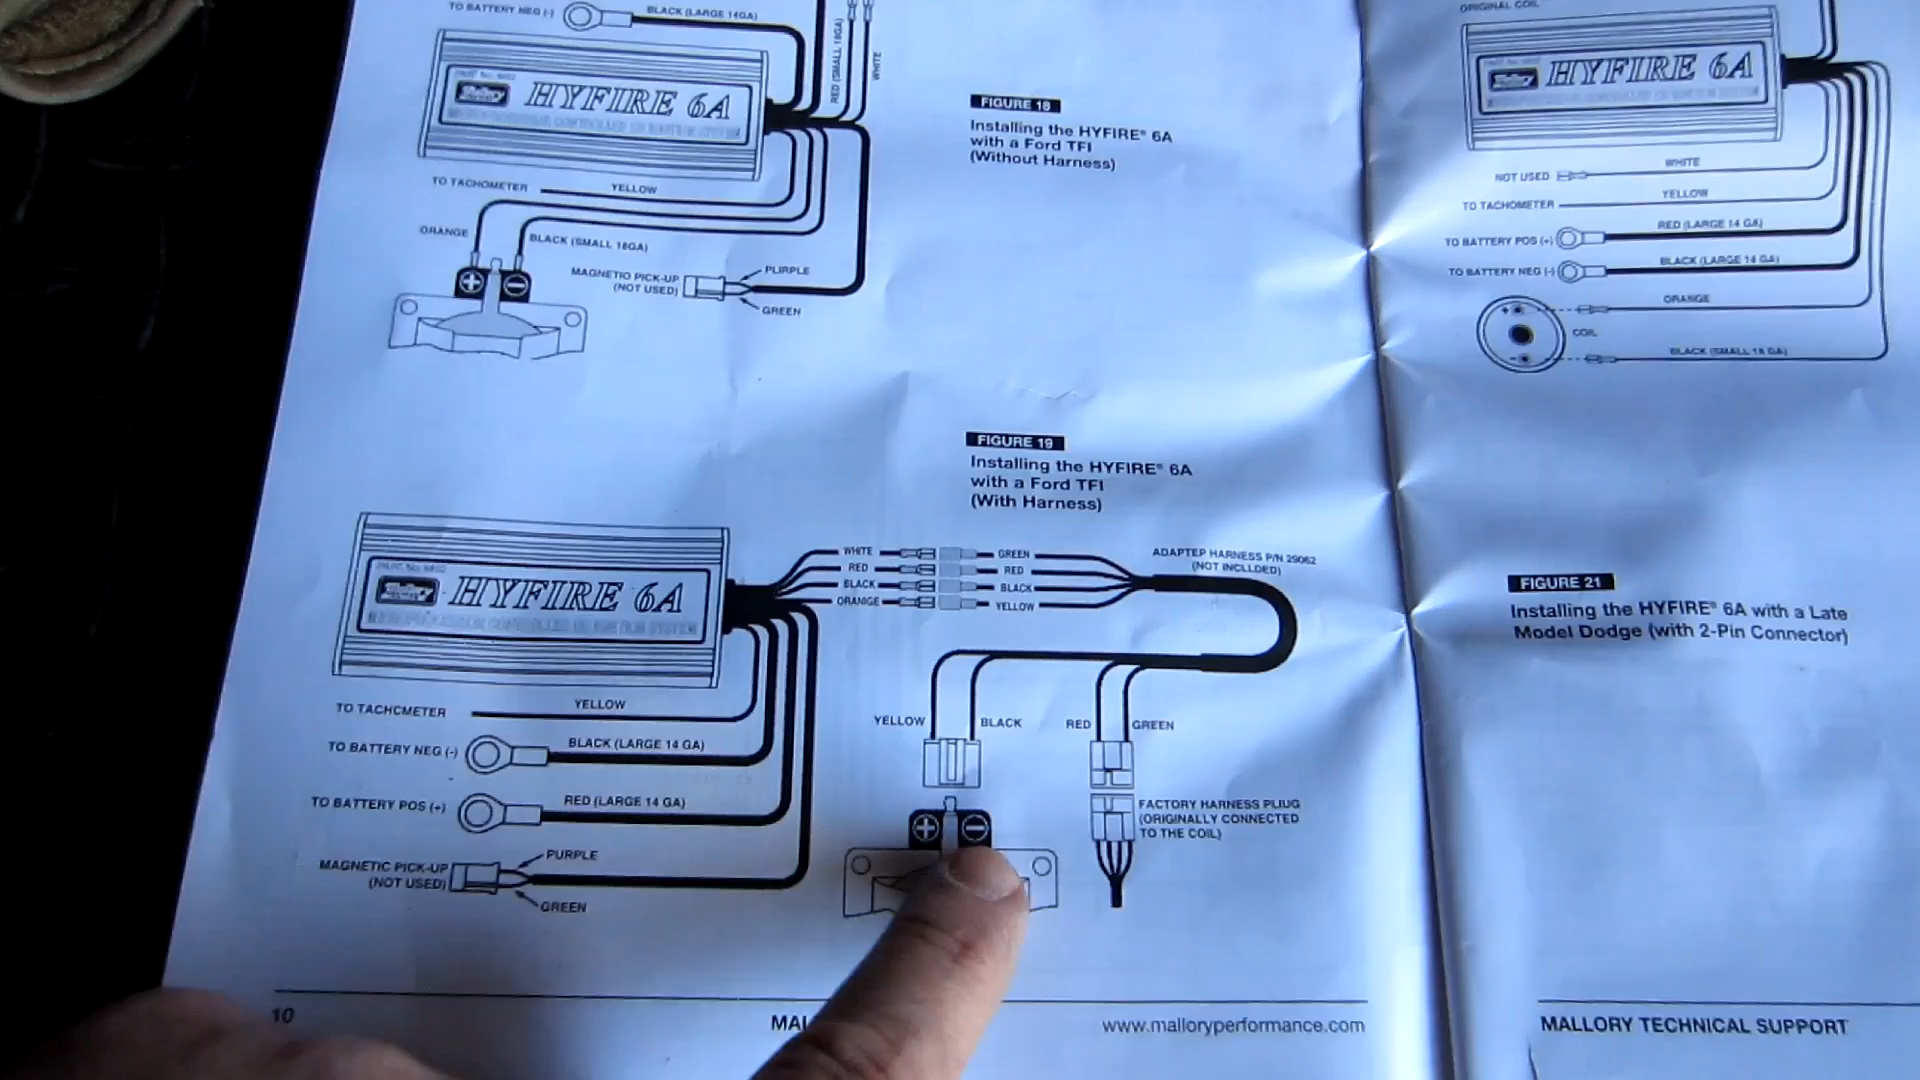 TO BATTERY NEG (-)
BLACK (LARGE 14GA)
RED (SMALL 18GA)
WHITE
PART No. 6852
Mallory
HYFIRE 6A
TO TACHOMETER
YELLOW
ORANGE
BLACK (SMALL 18GA)
+
−
MAGNETIC PICK-UP
(NOT USED)
PURPLE
GREEN
FIGURE 18
Installing the HYFIRE® 6A
with a Ford TFI
(Without Harness)
FIGURE 19
Installing the HYFIRE® 6A
with a Ford TFI
(With Harness)
Mallory
HYFIRE 6A
WHITE
RED
BLACK
ORANGE
GREEN
RED
BLACK
YELLOW
ADAPTER HARNESS P/N 29062
(NOT INCLUDED)
TO TACHOMETER
YELLOW
TO BATTERY NEG (-)
BLACK (LARGE 14 GA)
TO BATTERY POS (+)
RED (LARGE 14 GA)
MAGNETIC PICK-UP
(NOT USED)
PURPLE
GREEN
YELLOW
BLACK
RED
GREEN
+
−
FACTORY HARNESS PLUG
(ORIGINALLY CONNECTED
TO THE COIL)
10
MAL
www.malloryperformance.com
ORIGINAL COIL
Mallory
HYFIRE 6A
WHITE
NOT USED
YELLOW
TO TACHOMETER
RED (LARGE 14 GA)
TO BATTERY POS (+)
BLACK (LARGE 14 GA)
TO BATTERY NEG (-)
ORANGE
COIL
BLACK (SMALL 18 GA)
FIGURE 21
Installing the HYFIRE® 6A with a Late
Model Dodge (with 2-Pin Connector)
MALLORY TECHNICAL SUPPORT